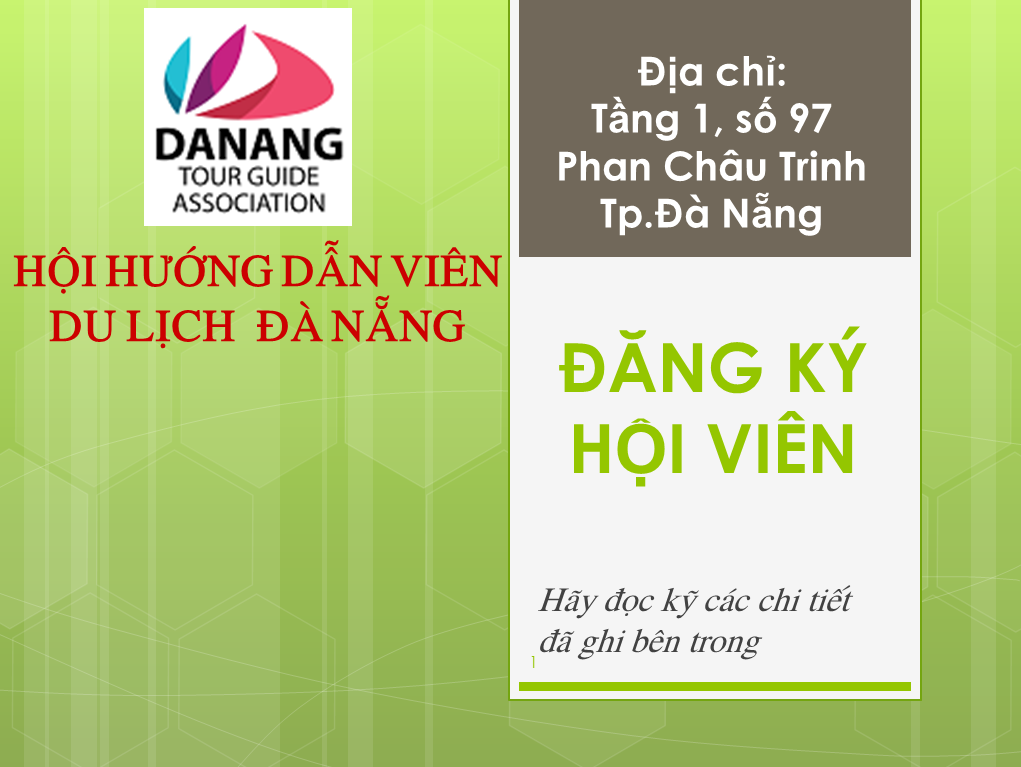 DANANG
TOUR GUIDE
ASSOCIATION
HỘI HƯỚNG DẪN VIÊN
DU LỊCH ĐÀ NẴNG
Địa chỉ:
Tầng 1, số 97
Phan Châu Trinh
Tp.Đà Nẵng
ĐĂNG KÝ
HỘI VIÊN
Hãy đọc kỹ các chi tiết
đã ghi bên trong
1